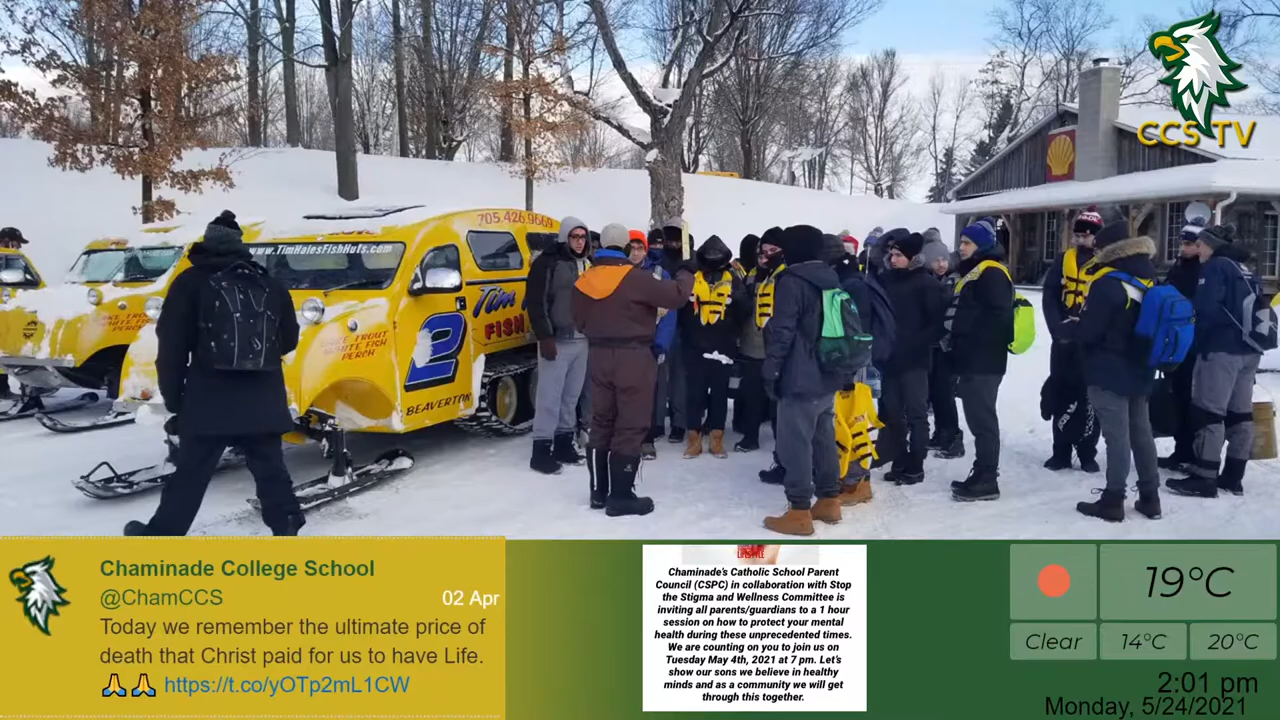 CCS TV
705.426.9669
www.TimHalesFishHuts.com
LAKE TROUT
WHITE FISH
PERCH
LAKE TROUT
WHITE FISH
PERCH
Tim
FISH
2
BEAVERTON
Chaminade College School
@ChamCCS
02 Apr
Today we remember the ultimate price of
death that Christ paid for us to have Life.
🙏🙏 https://t.co/yOTp2mL1CW
LIFESTYLE
Chaminade's Catholic School Parent
Council (CSPC) in collaboration with Stop
the Stigma and Wellness Committee is
inviting all parents/guardians to a 1 hour
session on how to protect your mental
health during these unprecedented times.
We are counting on you to join us on
Tuesday May 4th, 2021 at 7 pm. Let's
show our sons we believe in healthy
minds and as a community we will get
through this together.
19°C
Clear
14°C
20°C
2:01 pm
Monday, 5/24/2021